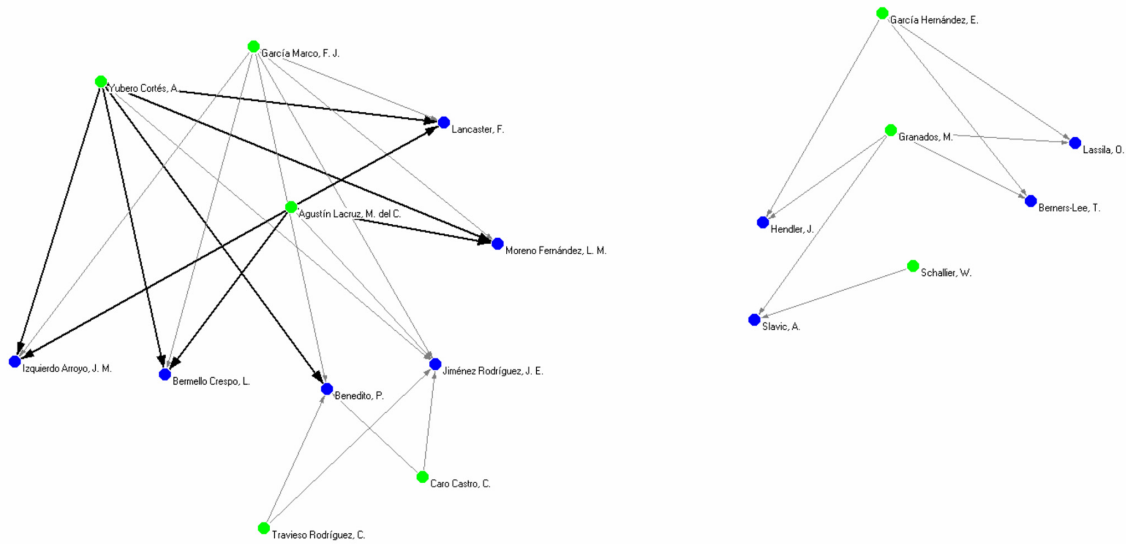 García Hernández, E.
García Marco, F. J.
Yubero Cortés, A.
Lancaster, F.
Granados, M.
Lassila, O.
Berners-Lee, T.
Agustín Lacruz, M. del C.
Hendler, J.
Moreno Fernández, L. M.
Schallier, W.
Slavic, A.
Izquierdo Arroyo, J. M.
Bermello Crespo, L.
Jiménez Rodríguez, J. E.
Benedito, P.
Caro Castro, C.
Travieso Rodríguez, C.